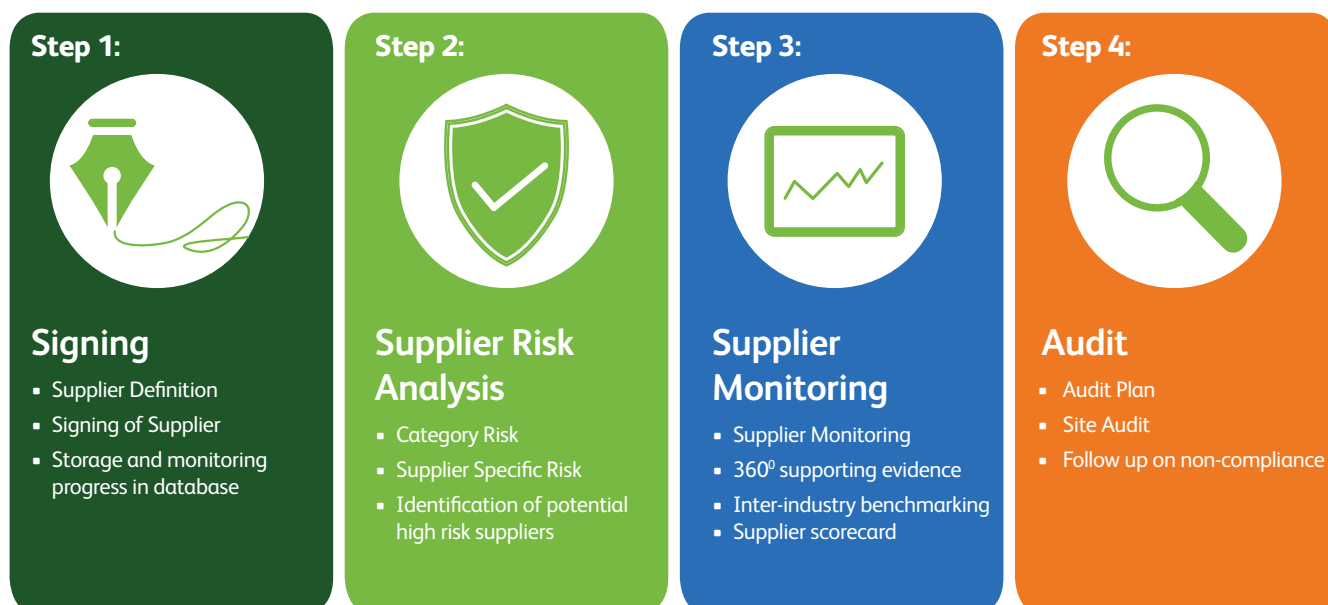 Step 1:
Signing
▪ Supplier Definition
▪ Signing of Supplier
▪ Storage and monitoring
progress in database
Step 2:
Supplier Risk
Analysis
▪ Category Risk
▪ Supplier Specific Risk
▪ Identification of potential
high risk suppliers
Step 3:
Supplier
Monitoring
▪ Supplier Monitoring
▪ 360⁰ supporting evidence
▪ Inter-industry benchmarking
▪ Supplier scorecard
Step 4:
Audit
▪ Audit Plan
▪ Site Audit
▪ Follow up on non-compliance